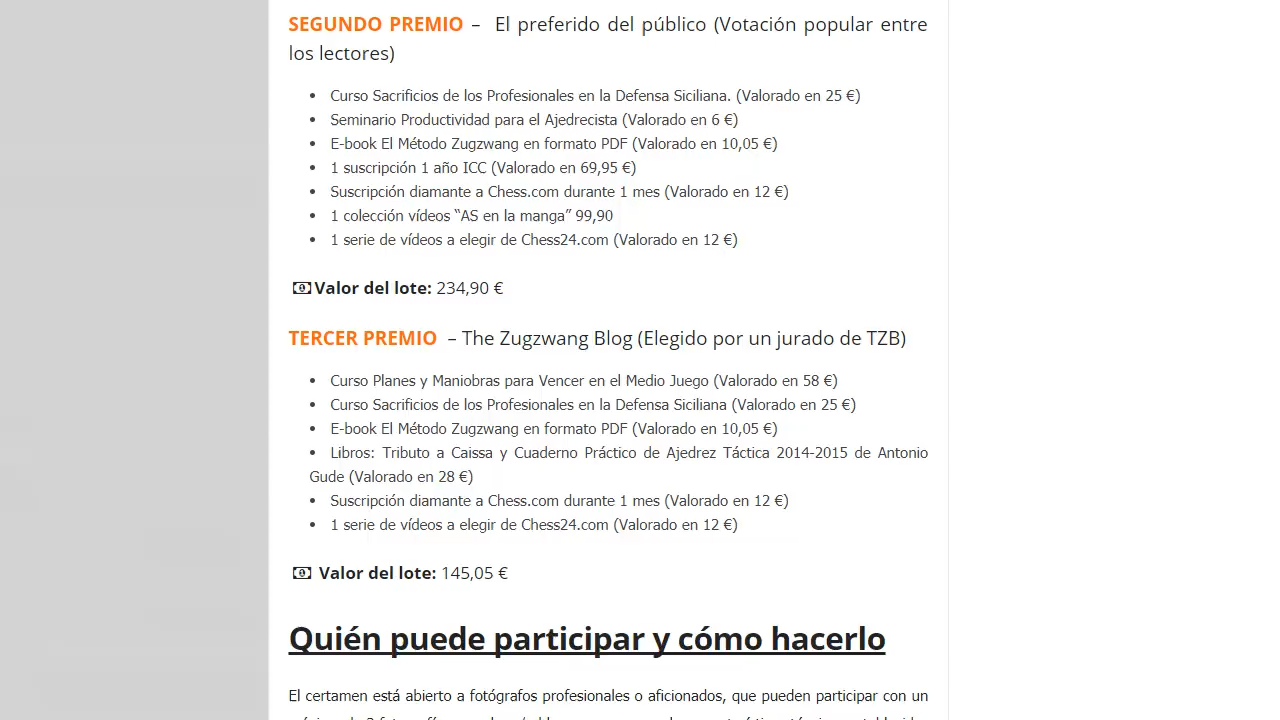 SEGUNDO PREMIO – El preferido del público (Votación popular entre
los lectores)
• Curso Sacrificios de los Profesionales en la Defensa Siciliana. (Valorado en 25 €)
• Seminario Productividad para el Ajedrecista (Valorado en 6 €)
• E-book El Método Zugzwang en formato PDF (Valorado en 10,05 €)
• 1 suscripción 1 año ICC (Valorado en 69,95 €)
• Suscripción diamante a Chess.com durante 1 mes (Valorado en 12 €)
• 1 colección vídeos “AS en la manga” 99,90
• 1 serie de vídeos a elegir de Chess24.com (Valorado en 12 €)
Valor del lote: 234,90 €
TERCER PREMIO – The Zugzwang Blog (Elegido por un jurado de TZB)
• Curso Planes y Maniobras para Vencer en el Medio Juego (Valorado en 58 €)
• Curso Sacrificios de los Profesionales en la Defensa Siciliana (Valorado en 25 €)
• E-book El Método Zugzwang en formato PDF (Valorado en 10,05 €)
• Libros: Tributo a Caissa y Cuaderno Práctico de Ajedrez Táctica 2014-2015 de Antonio
Gude (Valorado en 28 €)
• Suscripción diamante a Chess.com durante 1 mes (Valorado en 12 €)
• 1 serie de vídeos a elegir de Chess24.com (Valorado en 12 €)
Valor del lote: 145,05 €
Quién puede participar y cómo hacerlo
El certamen está abierto a fotógrafos profesionales o aficionados, que pueden participar con un